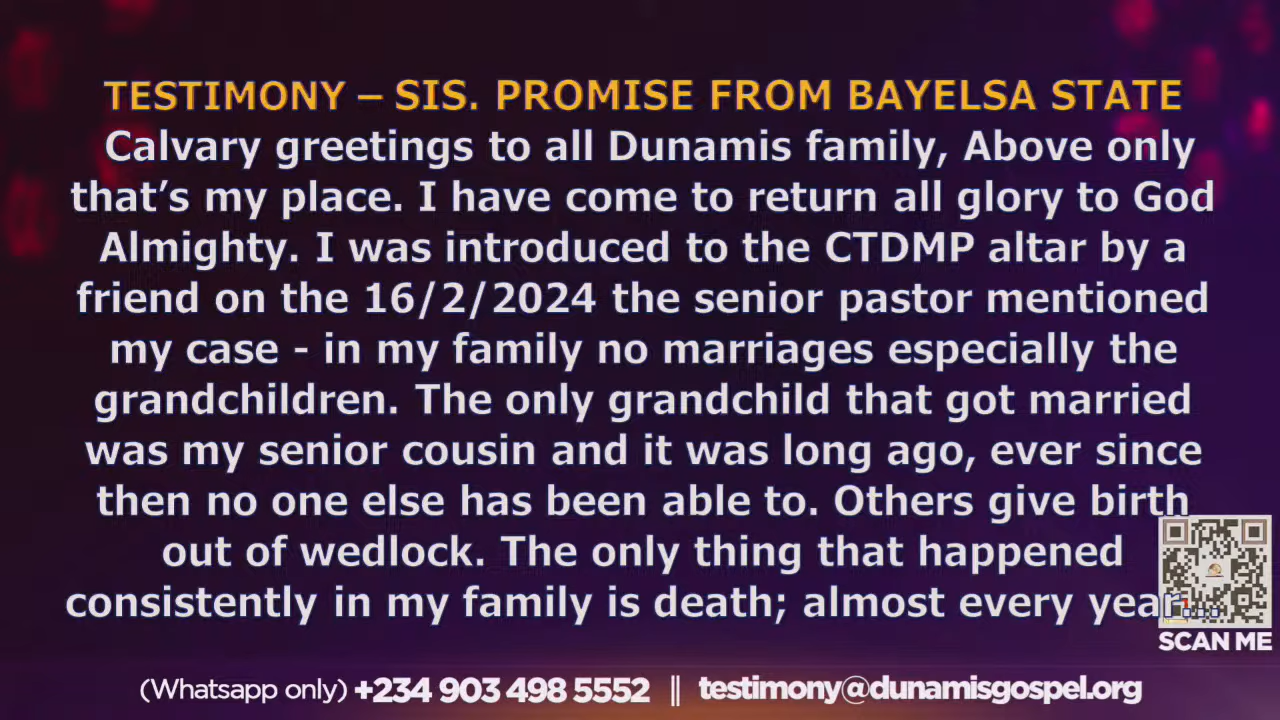 TESTIMONY – SIS. PROMISE FROM BAYELSA STATE
Calvary greetings to all Dunamis family, Above only
that’s my place. I have come to return all glory to God
Almighty. I was introduced to the CTDMP altar by a
friend on the 16/2/2024 the senior pastor mentioned
my case - in my family no marriages especially the
grandchildren. The only grandchild that got married
was my senior cousin and it was long ago, ever since
then no one else has been able to. Others give birth
out of wedlock. The only thing that happened
consistently in my family is death; almost every year...
SCAN ME
(Whatsapp only) +234 903 498 5552 || testimony@dunamisgospel.org